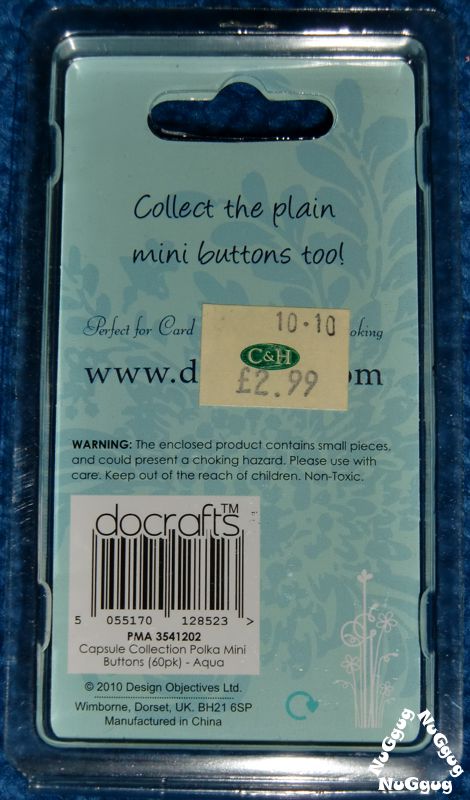 Collect the plain
mini buttons too!
Perfect for Card
10·10
C&H
£2.99
www.d
WARNING: The enclosed product contains small pieces,
and could present a choking hazard. Please use with
care. Keep out of the reach of children. Non-Toxic.
docrafts™
5 055170 128523 >
PMA 3541202
Capsule Collection Polka Mini
Buttons (60pk) - Aqua
© 2010 Design Objectives Ltd.
Wimborne, Dorset, UK. BH21 6SP
Manufactured in China
NuGgug NuGgug
NuGgug